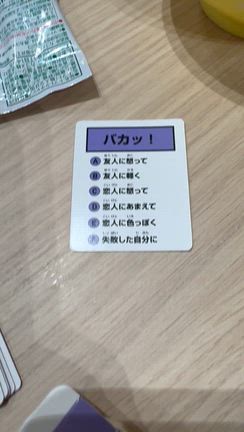 バカッ！
A 友人に怒って
B 友人に軽く
C 恋人に怒って
D 恋人にあまえて
E 恋人に色っぽく
F 失敗した自分に